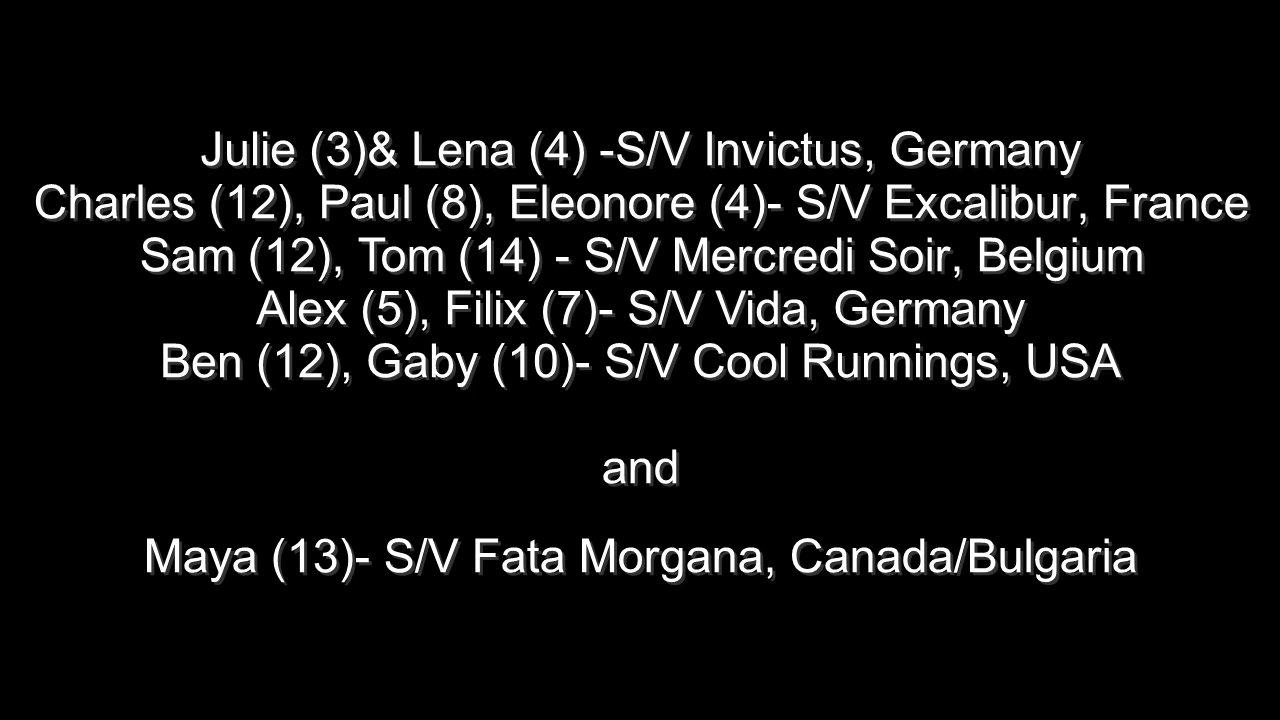 Julie (3)& Lena (4) -S/V Invictus, Germany
Charles (12), Paul (8), Eleonore (4)- S/V Excalibur, France
Sam (12), Tom (14) - S/V Mercredi Soir, Belgium
Alex (5), Filix (7)- S/V Vida, Germany
Ben (12), Gaby (10)- S/V Cool Runnings, USA
and
Maya (13)- S/V Fata Morgana, Canada/Bulgaria